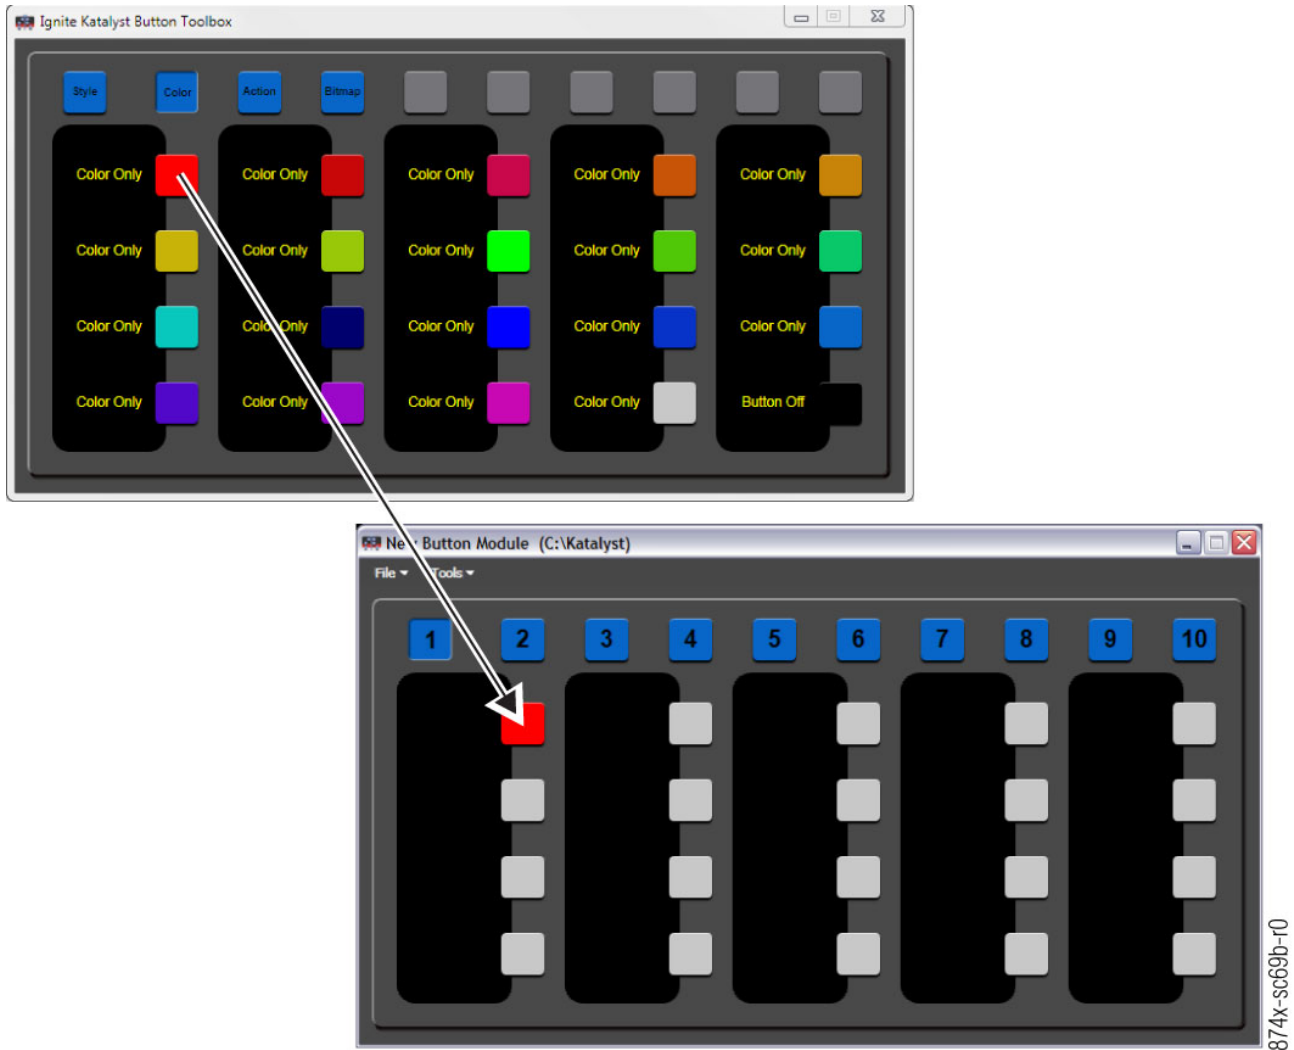 Ignite Katalyst Button Toolbox
Style Color Action Bitmap
Color Only Color Only Color Only Color Only Color Only
Color Only Color Only Color Only Color Only Color Only
Color Only Color Only Color Only Color Only Color Only
Color Only Color Only Color Only Color Only Button Off
New Button Module (C:\Katalyst)
File Tools
1 2 3 4 5 6 7 8 9 10
874x-sc69b-r0